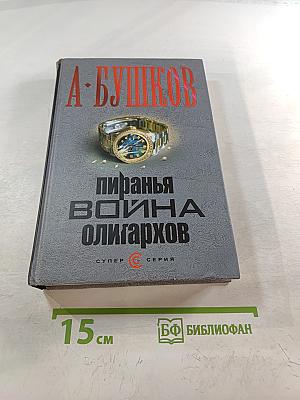 А·БУШКОВ
пиранья
ВОЙНА
олигархов
СУПЕР СЕРИЯ
15 см
БФ БИБЛИОФАН